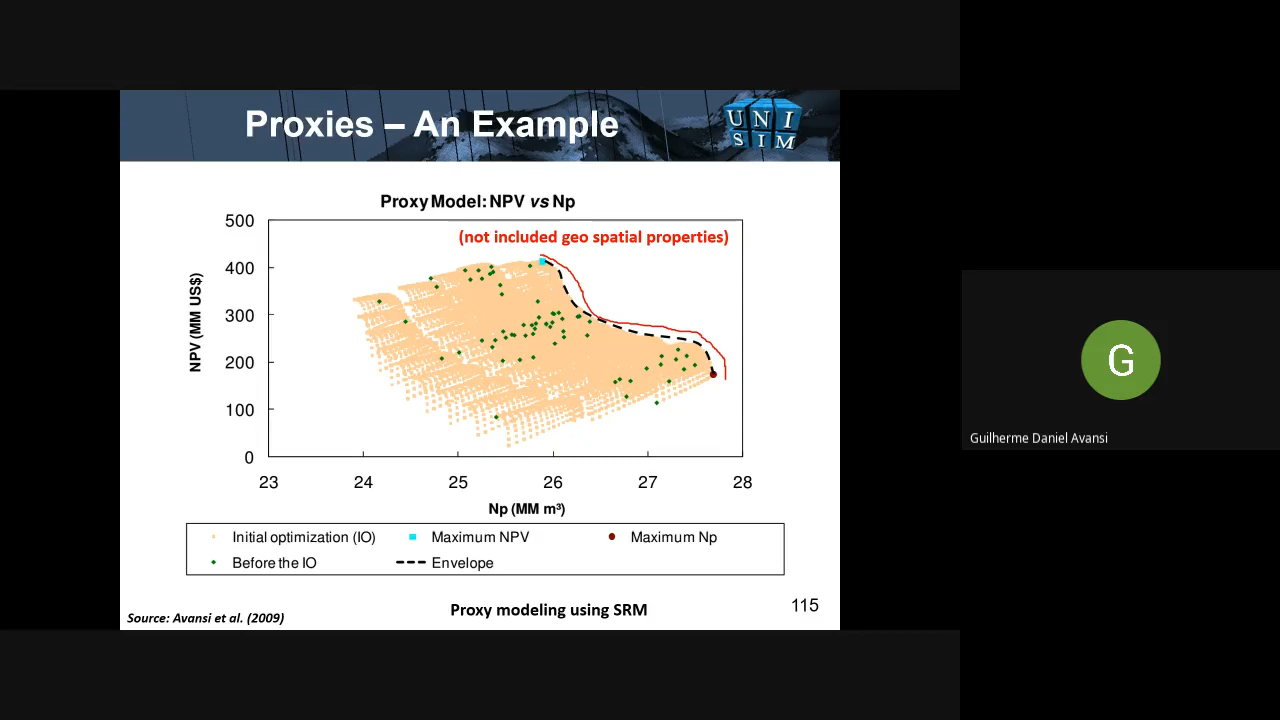 Proxies – An Example
UNI
SIM
Proxy Model: NPV vs Np
(not included geo spatial properties)
500
400
300
200
100
0
NPV (MM US$)
23 24 25 26 27 28
Np (MM m³)
Initial optimization (IO) Maximum NPV Maximum Np
Before the IO Envelope
Source: Avansi et al. (2009)
Proxy modeling using SRM
115
G
Guilherme Daniel Avansi